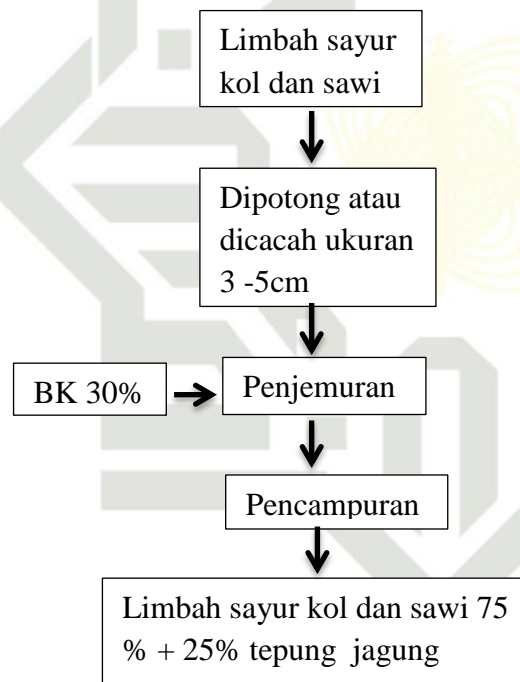 Limbah sayur
kol dan sawi
Dipotong atau
dicacah ukuran
3 -5cm
BK 30%
Penjemuran
Pencampuran
Limbah sayur kol dan sawi 75
% + 25% tepung jagung